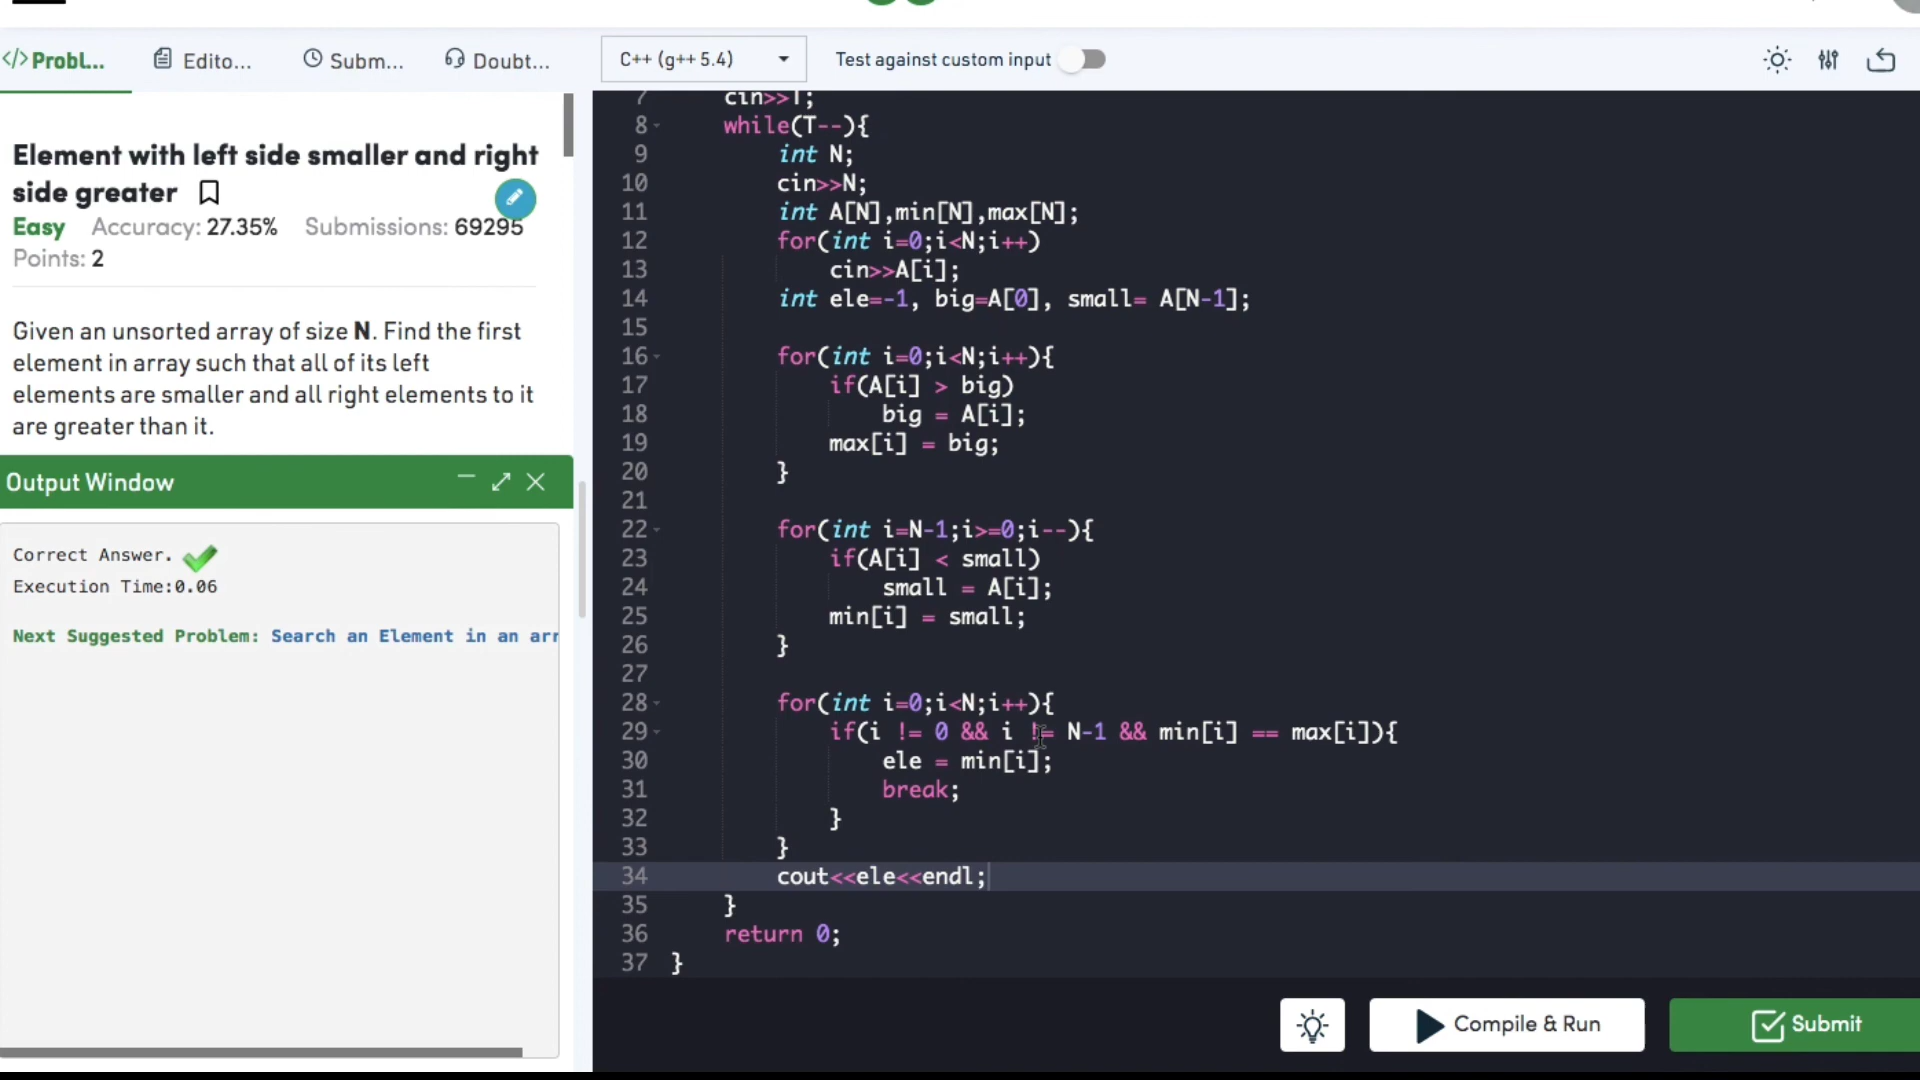 </> Probl...
Edito...
Subm...
Doubt...
C++ (g++ 5.4)
Test against custom input
Element with left side smaller and right
side greater
Easy Accuracy: 27.35% Submissions: 69295
Points: 2
Given an unsorted array of size N. Find the first
element in array such that all of its left
elements are smaller and all right elements to it
are greater than it.
Output Window
Correct Answer.
Execution Time:0.06
Next Suggested Problem: Search an Element in an arr
7 cin>>T;
8 while(T--){
9 int N;
10 cin>>N;
11 int A[N],min[N],max[N];
12 for(int i=0;i<N;i++)
13 cin>>A[i];
14 int ele=-1, big=A[0], small= A[N-1];
15
16 for(int i=0;i<N;i++){
17 if(A[i] > big)
18 big = A[i];
19 max[i] = big;
20 }
21
22 for(int i=N-1;i>=0;i--){
23 if(A[i] < small)
24 small = A[i];
25 min[i] = small;
26 }
27
28 for(int i=0;i<N;i++){
29 if(i != 0 && i != N-1 && min[i] == max[i]){
30 ele = min[i];
31 break;
32 }
33 }
34 cout<<ele<<endl;
35 }
36 return 0;
37 }
Compile & Run
Submit